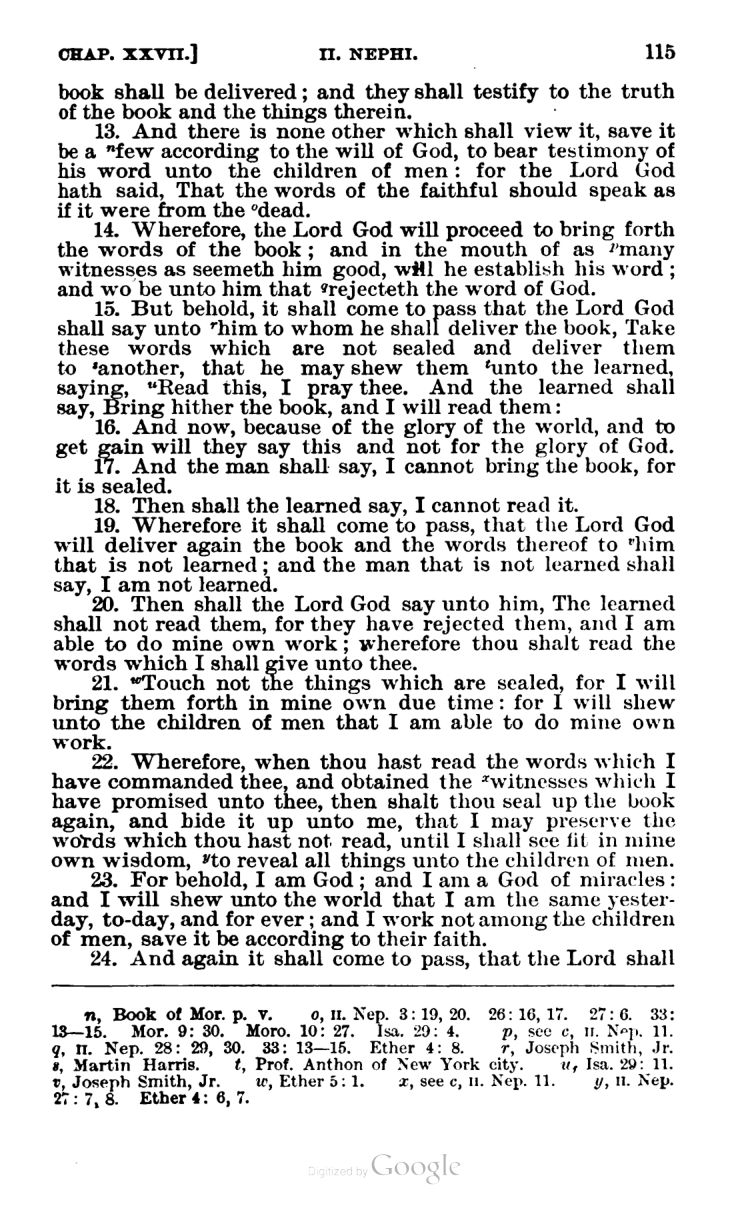 CHAP. XXVII.] II. NEPHI. 115
book shall be delivered; and they shall testify to the truth
of the book and the things therein.
13. And there is none other which shall view it, save it
be a ⁿfew according to the will of God, to bear testimony of
his word unto the children of men: for the Lord God
hath said, That the words of the faithful should speak as
if it were from the ᵒdead.
14. Wherefore, the Lord God will proceed to bring forth
the words of the book; and in the mouth of as ᵖmany
witnesses as seemeth him good, will he establish his word;
and wo be unto him that ᑫrejecteth the word of God.
15. But behold, it shall come to pass that the Lord God
shall say unto ʳhim to whom he shall deliver the book, Take
these words which are not sealed and deliver them
to ˢanother, that he may shew them ᵗunto the learned,
saying, ᵘRead this, I pray thee. And the learned shall
say, Bring hither the book, and I will read them:
16. And now, because of the glory of the world, and to
get gain will they say this and not for the glory of God.
17. And the man shall say, I cannot bring the book, for
it is sealed.
18. Then shall the learned say, I cannot read it.
19. Wherefore it shall come to pass, that the Lord God
will deliver again the book and the words thereof to ᵛhim
that is not learned; and the man that is not learned shall
say, I am not learned.
20. Then shall the Lord God say unto him, The learned
shall not read them, for they have rejected them, and I am
able to do mine own work; wherefore thou shalt read the
words which I shall give unto thee.
21. ʷTouch not the things which are sealed, for I will
bring them forth in mine own due time: for I will shew
unto the children of men that I am able to do mine own
work.
22. Wherefore, when thou hast read the words which I
have commanded thee, and obtained the ˣwitnesses which I
have promised unto thee, then shalt thou seal up the book
again, and hide it up unto me, that I may preserve the
words which thou hast not read, until I shall see fit in mine
own wisdom, ʸto reveal all things unto the children of men.
23. For behold, I am God; and I am a God of miracles:
and I will shew unto the world that I am the same yester-
day, to-day, and for ever; and I work not among the children
of men, save it be according to their faith.
24. And again it shall come to pass, that the Lord shall
n, Book of Mor. p. v. o, II. Nep. 3: 19, 20. 26: 16, 17. 27: 6. 33:
13—15. Mor. 9: 30. Moro. 10: 27. Isa. 29: 4. p, see c, II. Nep. 11.
q, II. Nep. 28: 29, 30. 33: 13—15. Ether 4: 8. r, Joseph Smith, Jr.
s, Martin Harris. t, Prof. Anthon of New York city. u, Isa. 29: 11.
v, Joseph Smith, Jr. w, Ether 5: 1. x, see c, II. Nep. 11. y, II. Nep.
27: 7, 8. Ether 4: 6, 7.
Digitized by Google